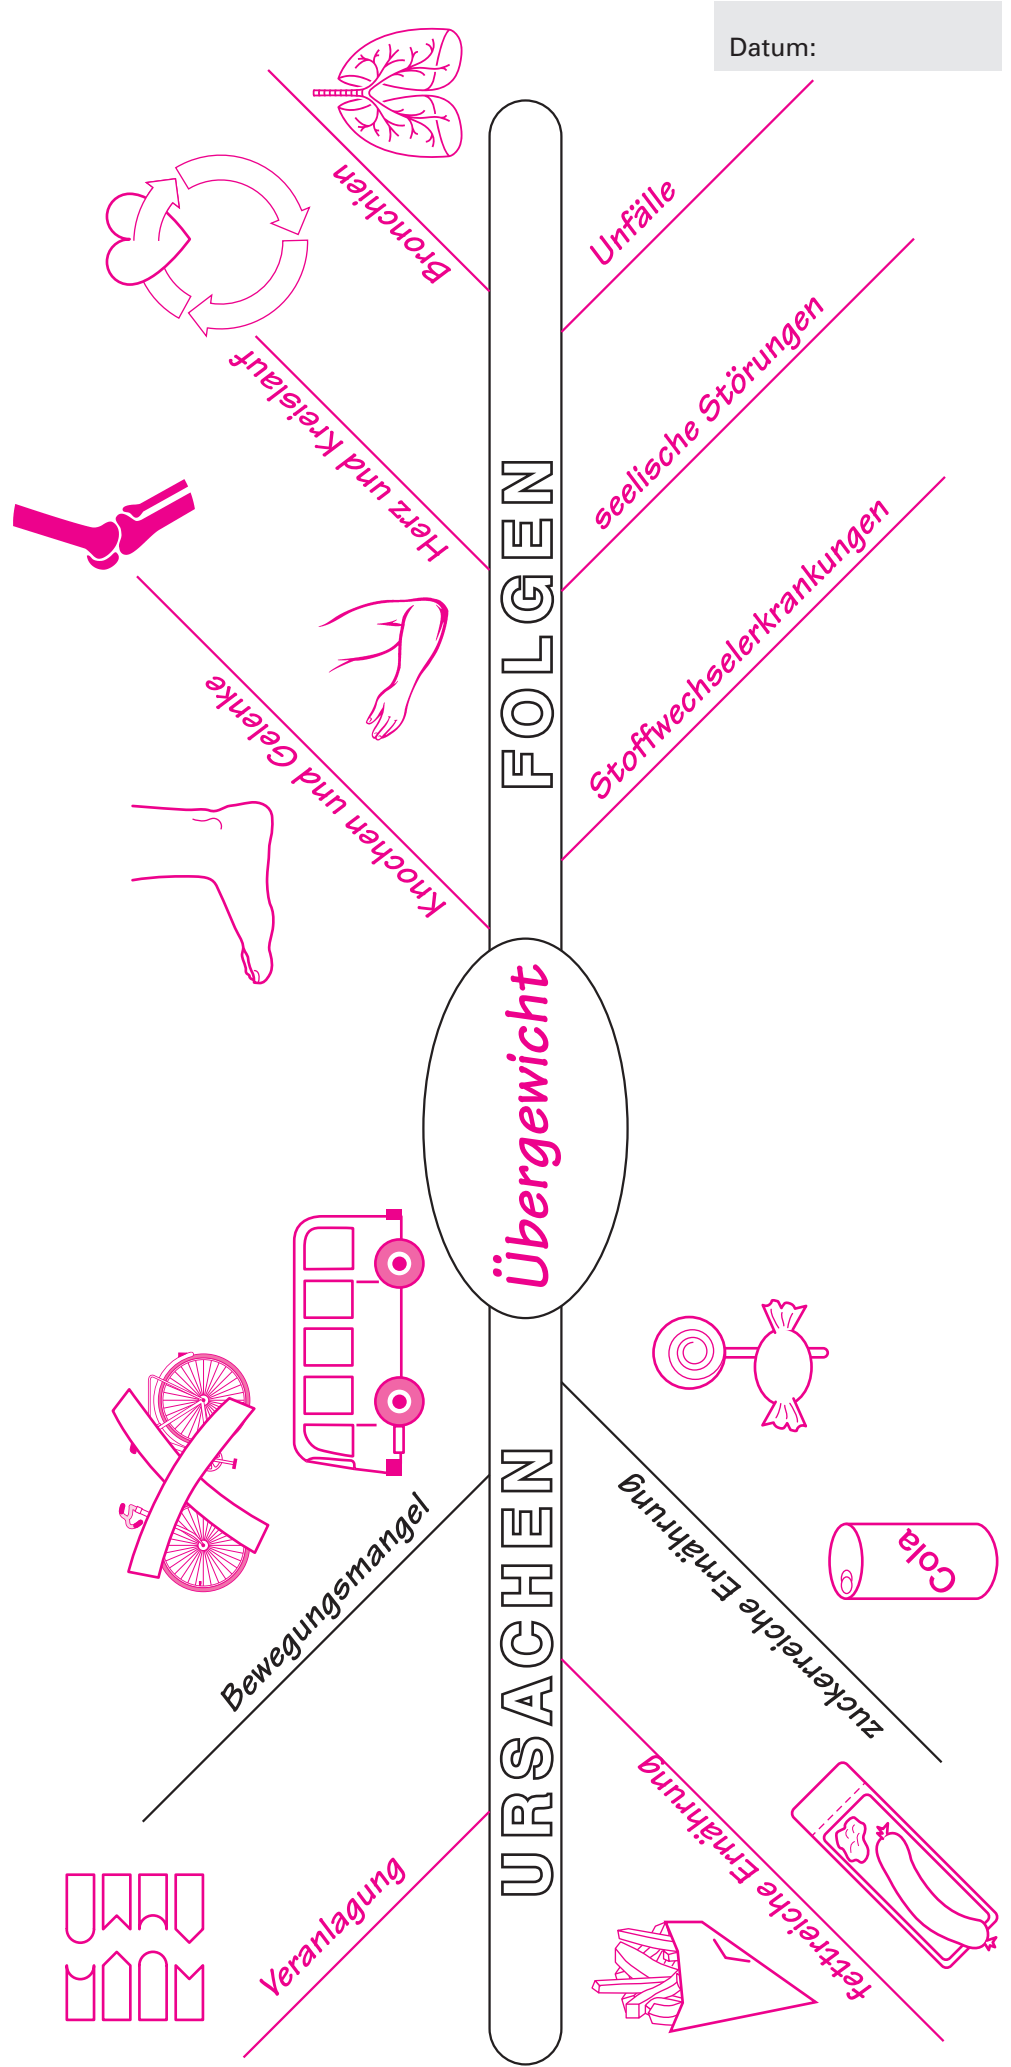 Datum:
Bronchien
Unfälle
Herz und Kreislauf
seelische Störungen
Knochen und Gelenke
Stoffwechselerkrankungen
FOLGEN
Übergewicht
URSACHEN
Bewegungsmangel
zuckerreiche Ernährung
Cola
Veranlagung
fettreiche Ernährung